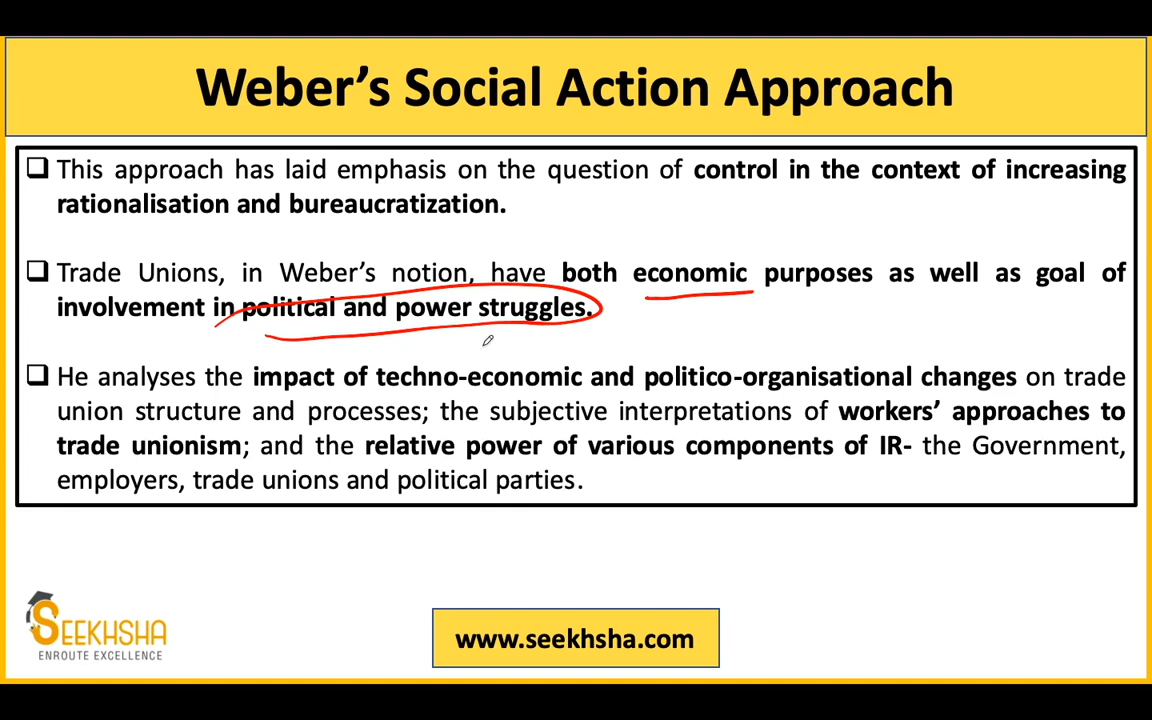 Weber's Social Action Approach
❑ This approach has laid emphasis on the question of control in the context of increasing
rationalisation and bureaucratization.
❑ Trade Unions, in Weber's notion, have both economic purposes as well as goal of
involvement in political and power struggles.
❑ He analyses the impact of techno-economic and politico-organisational changes on trade
union structure and processes; the subjective interpretations of workers' approaches to
trade unionism; and the relative power of various components of IR- the Government,
employers, trade unions and political parties.
SEEKHSHA
ENROUTE EXCELLENCE
www.seekhsha.com